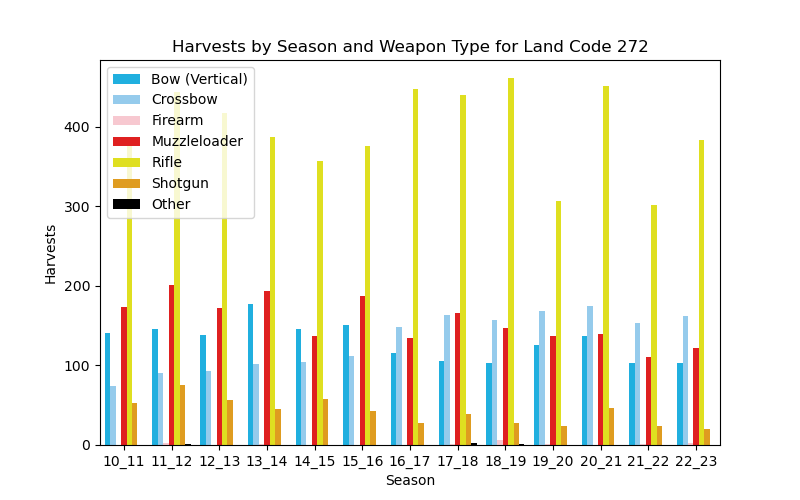 Harvests by Season and Weapon Type for Land Code 272
Bow (Vertical)
Crossbow
Firearm
Muzzleloader
Rifle
Shotgun
Other
Harvests
400
300
200
100
0
10_11 11_12 12_13 13_14 14_15 15_16 16_17 17_18 18_19 19_20 20_21 21_22 22_23
Season